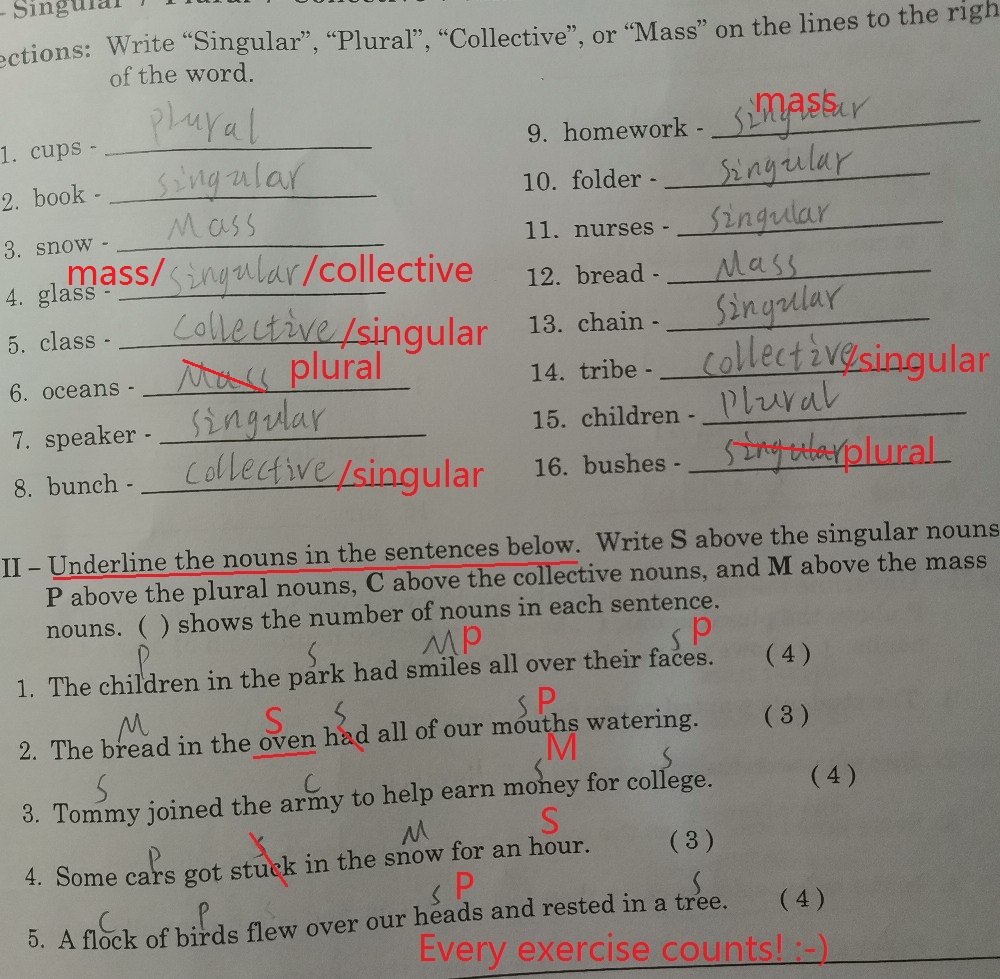 - Singular / Plural / Collective
ections: Write “Singular”, “Plural”, “Collective”, or “Mass” on the lines to the righ
of the word.
1. cups - Plural
2. book - singular
3. snow - Mass
4. glass - mass/ singular /collective
5. class - collective /singular
6. oceans - Mass plural
7. speaker - singular
8. bunch - collective /singular
9. homework - singular mass
10. folder - singular
11. nurses - singular
12. bread - Mass
13. chain - singular
14. tribe - collective /singular
15. children - Plural
16. bushes - singular plural
II – Underline the nouns in the sentences below. Write S above the singular nouns
P above the plural nouns, C above the collective nouns, and M above the mass
nouns. ( ) shows the number of nouns in each sentence.
P S M P S P
1. The children in the park had smiles all over their faces. (4)
M S S S P
2. The bread in the oven had all of our mouths watering. (3)
S C S M S
3. Tommy joined the army to help earn money for college. (4)
P S M S
4. Some cars got stuck in the snow for an hour. (3)
C P S P S
5. A flock of birds flew over our heads and rested in a tree. (4)
Every exercise counts! :-)